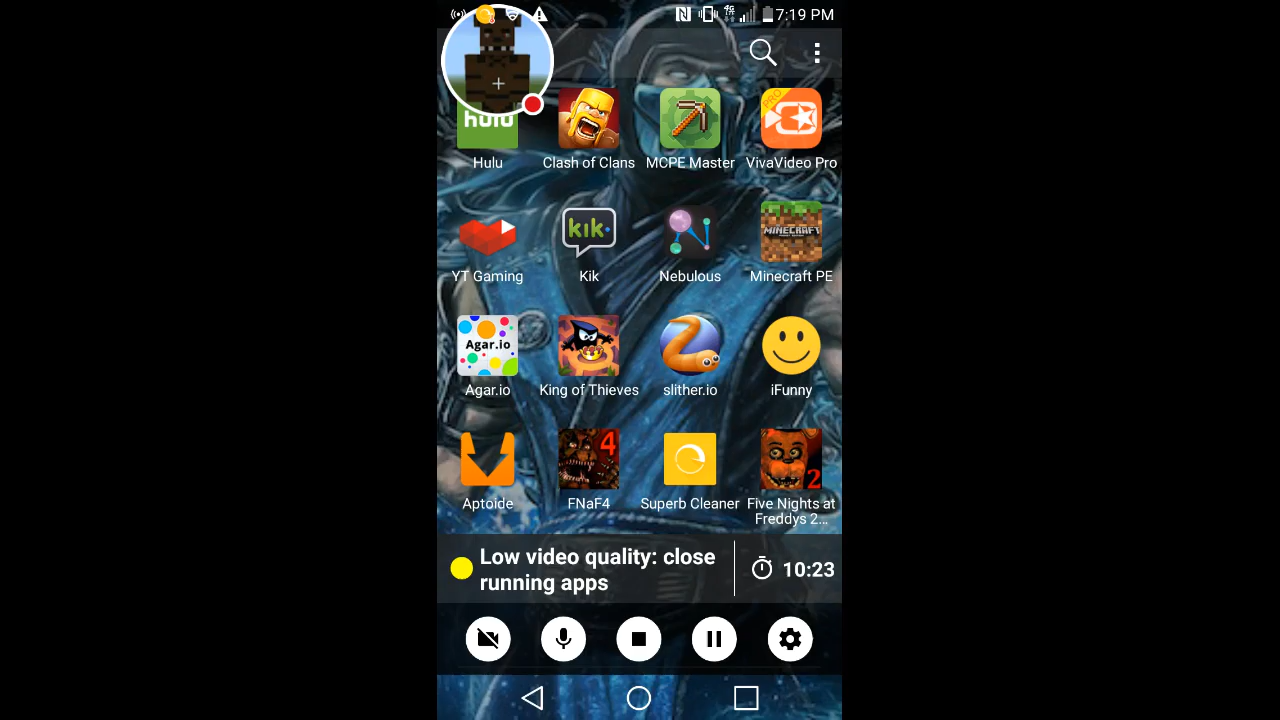 4G
7:19 PM
hulu
PRO
Hulu
Clash of Clans
MCPE Master
VivaVideo Pro
kik
MINECRAFT
YT Gaming
Kik
Nebulous
Minecraft PE
Agar.io
Agar.io
King of Thieves
slither.io
iFunny
4
2
Aptoide
FNaF4
Superb Cleaner
Five Nights at
Freddys 2...
Low video quality: close
running apps
10:23